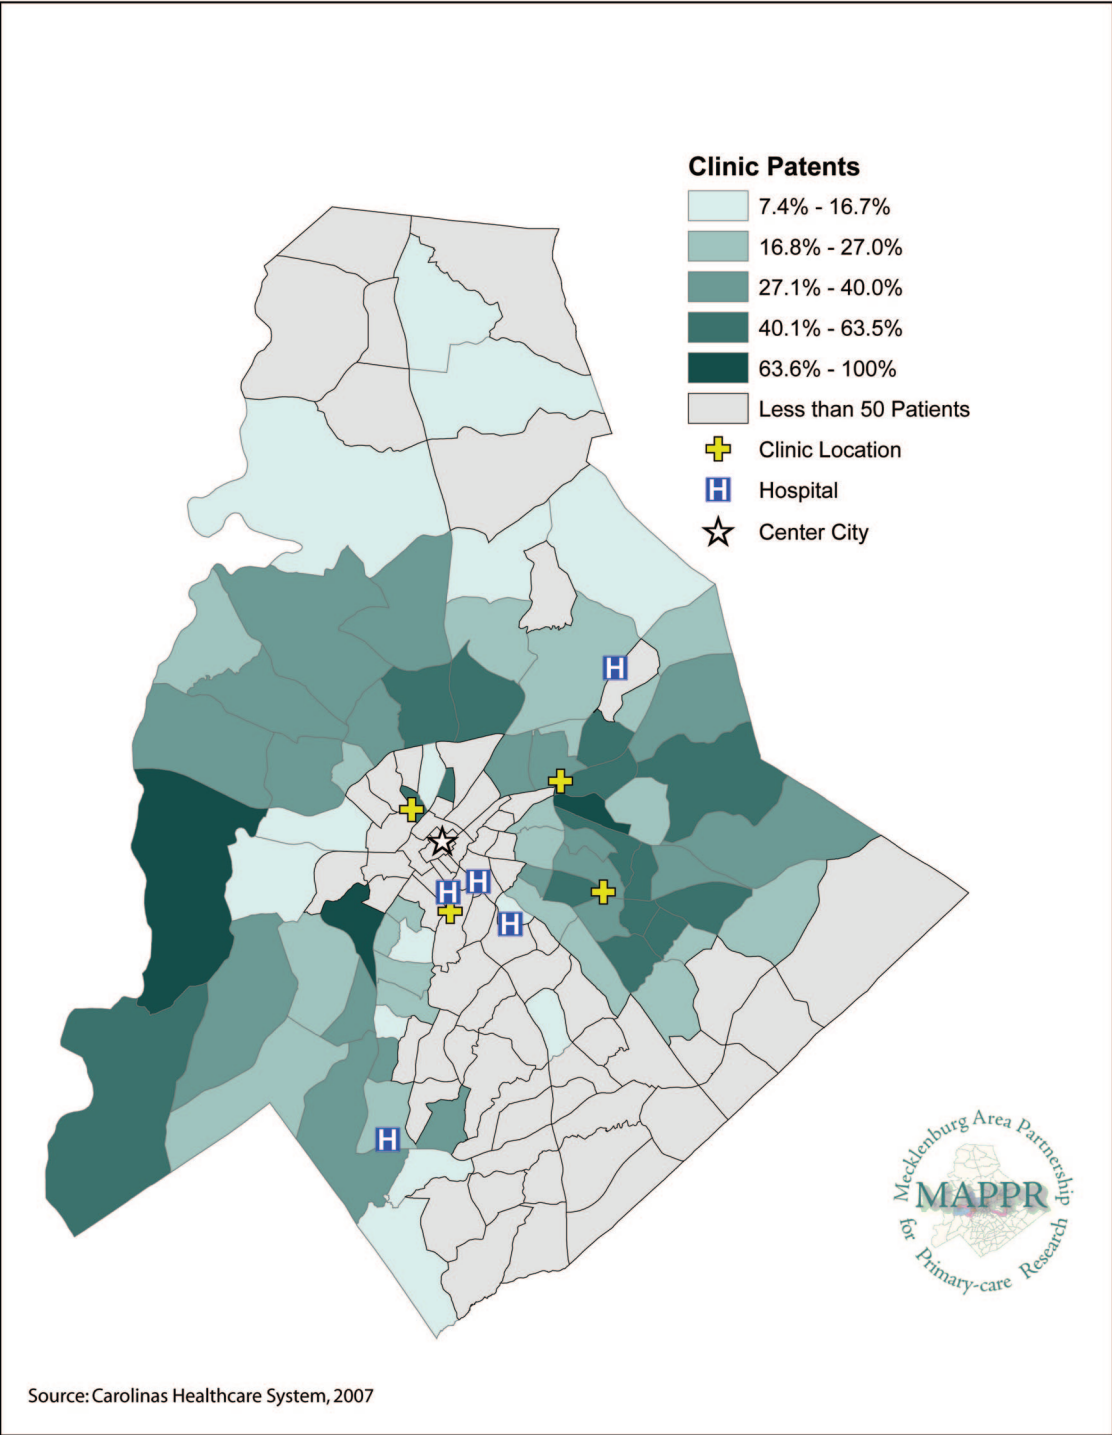 Clinic Patents
7.4% - 16.7%
16.8% - 27.0%
27.1% - 40.0%
40.1% - 63.5%
63.6% - 100%
Less than 50 Patients
Clinic Location
H Hospital
Center City
H
H
H
H
H
Mecklenburg Area Partnership
MAPPR
for Primary-care Research
Source: Carolinas Healthcare System, 2007